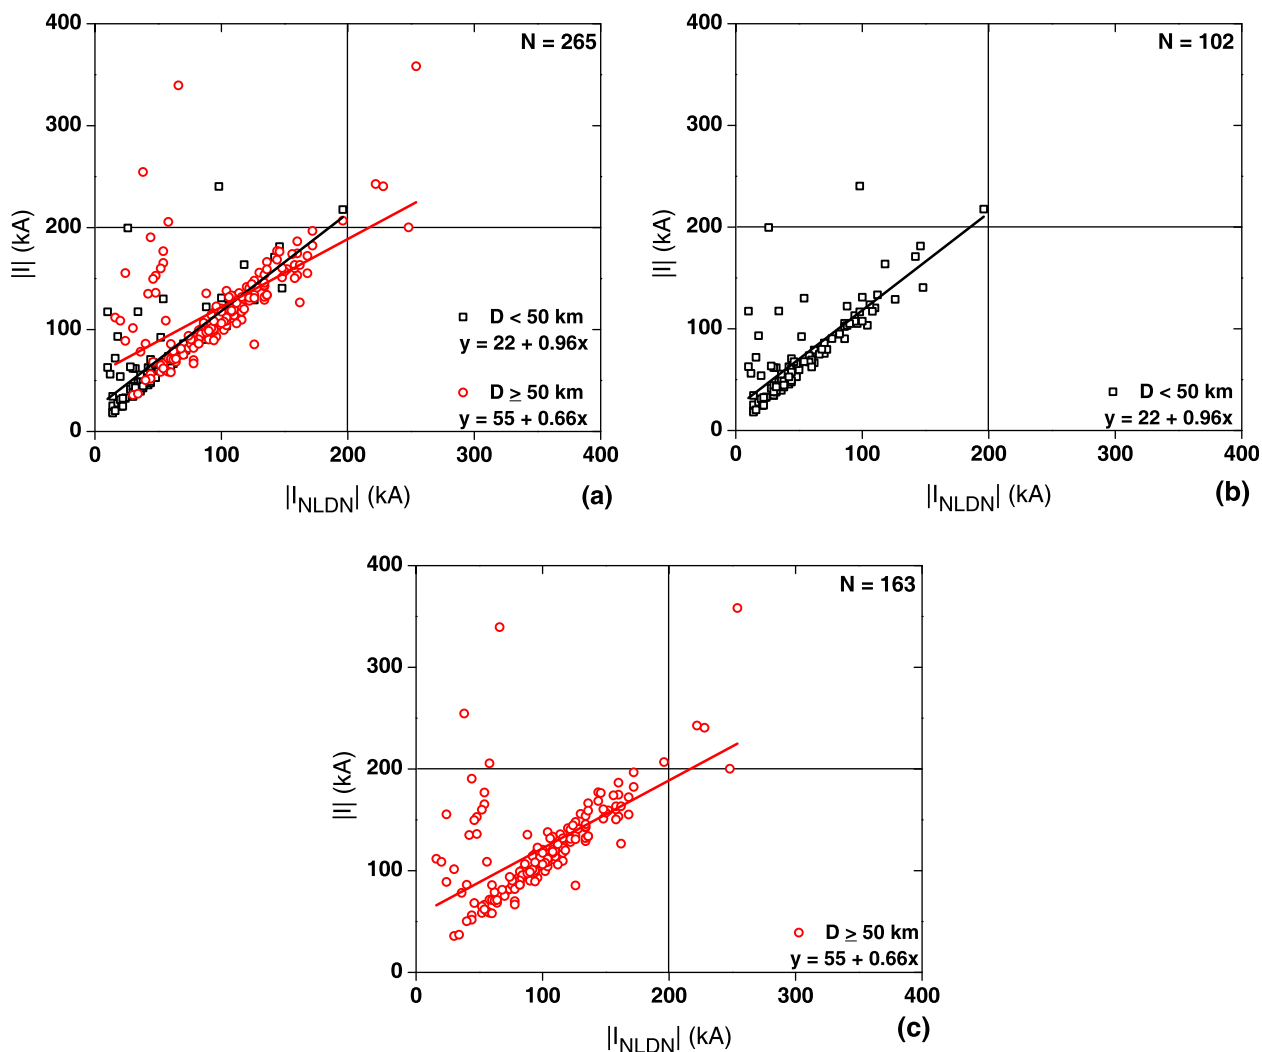 400
N = 265
300
|I| (kA)
200
D < 50 km
y = 22 + 0.96x
100
D ≥ 50 km
y = 55 + 0.66x
0
0 100 200 300 400
|I_NLDN| (kA)
(a)
400
N = 102
300
|I| (kA)
200
100
D < 50 km
y = 22 + 0.96x
0
0 100 200 300 400
|I_NLDN| (kA)
(b)
400
N = 163
300
|I| (kA)
200
100
D ≥ 50 km
y = 55 + 0.66x
0
0 100 200 300 400
|I_NLDN| (kA)
(c)